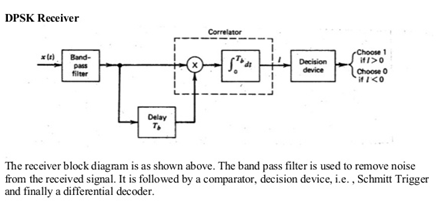 DPSK Receiver
Correlator
x(t)
Band-
pass
filter
X
∫₀^{T_b} dt
l
Decision
device
Choose 1
if l > 0
Choose 0
if l < 0
Delay
T_b
The receiver block diagram is as shown above. The band pass filter is used to remove noise
from the received signal. It is followed by a comparator, decision device, i.e. , Schmitt Trigger
and finally a differential decoder.